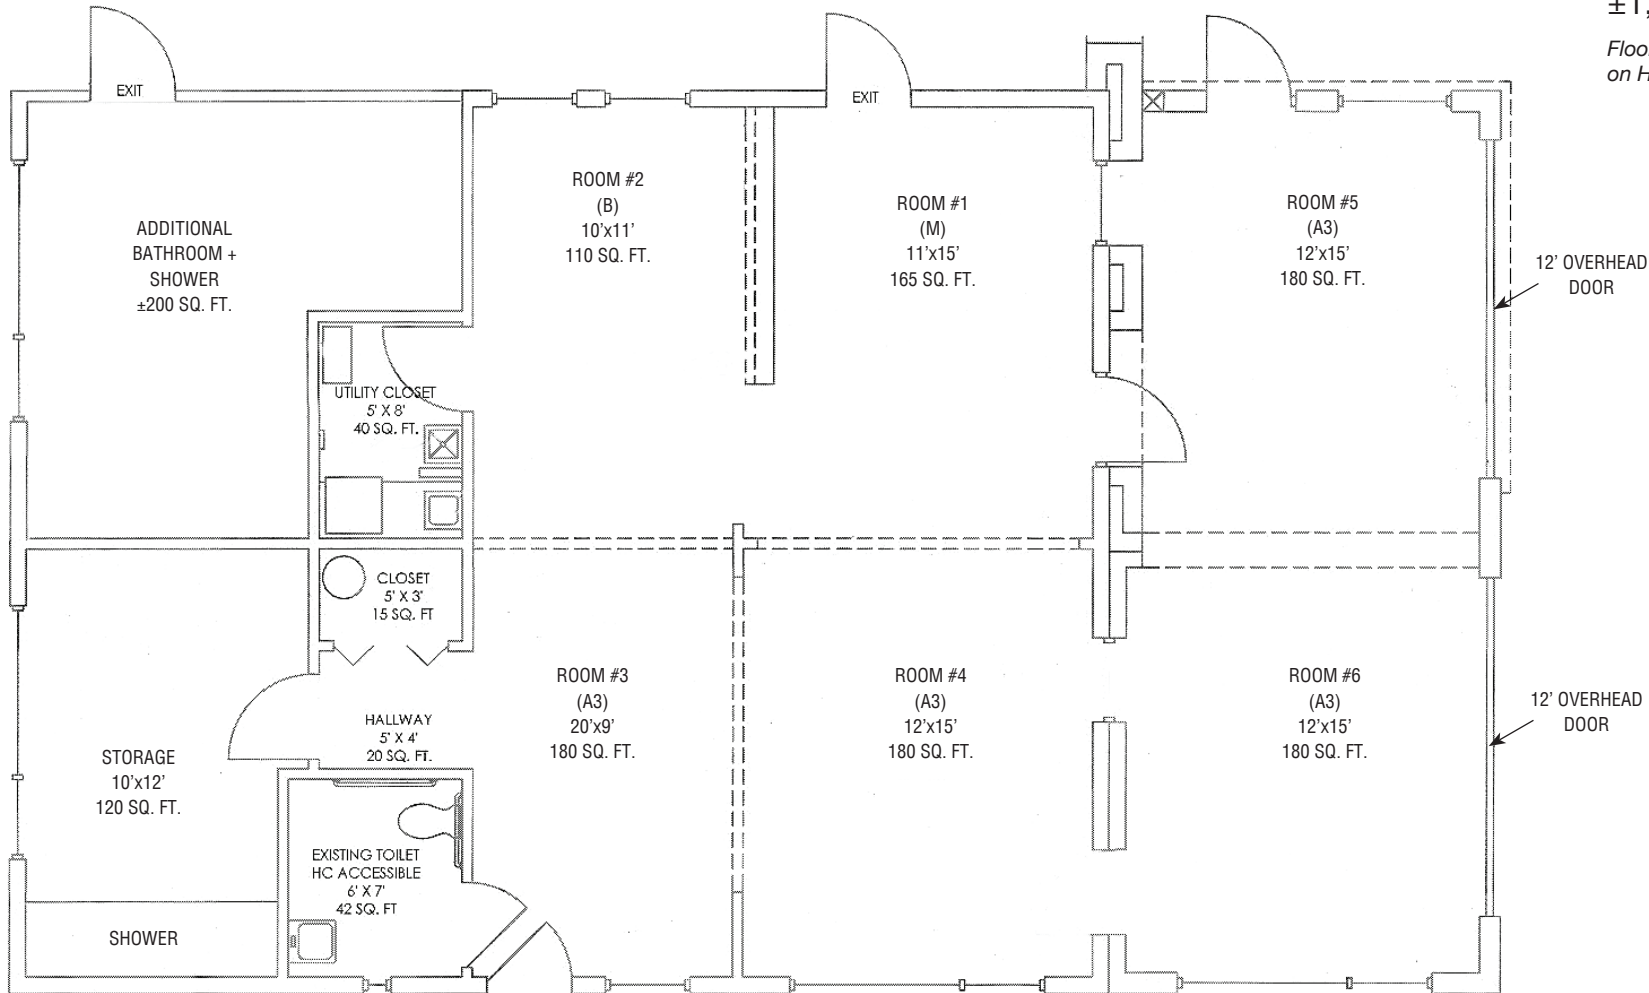 ±1,
Floo
on H
EXIT
EXIT
ROOM #2
(B)
10'x11'
110 SQ. FT.
ROOM #1
(M)
11'x15'
165 SQ. FT.
ROOM #5
(A3)
12'x15'
180 SQ. FT.
ADDITIONAL
BATHROOM +
SHOWER
±200 SQ. FT.
12' OVERHEAD
DOOR
UTILITY CLOSET
5' X 8'
40 SQ. FT.
CLOSET
5' X 3'
15 SQ. FT
ROOM #3
(A3)
20'x9'
180 SQ. FT.
ROOM #4
(A3)
12'x15'
180 SQ. FT.
ROOM #6
(A3)
12'x15'
180 SQ. FT.
12' OVERHEAD
DOOR
HALLWAY
5' X 4'
20 SQ. FT.
STORAGE
10'x12'
120 SQ. FT.
EXISTING TOILET
HC ACCESSIBLE
6' X 7'
42 SQ. FT
SHOWER